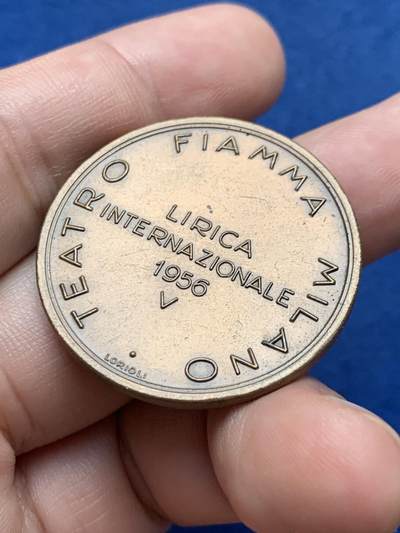 TEATRO FIAMMA MILANO
LIRICA
INTERNAZIONALE
1956
V
LORIOLI